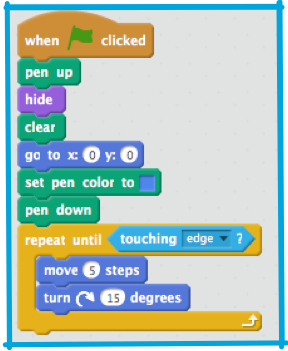 when clicked
pen up
hide
clear
go to x: 0 y: 0
set pen color to
pen down
repeat until touching edge ?
move 5 steps
turn 15 degrees